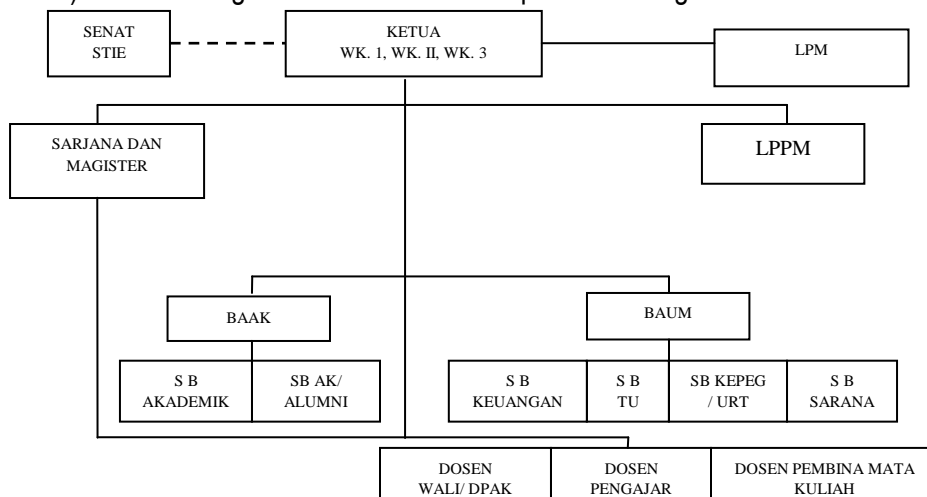 SENAT
STIE
KETUA
WK. 1, WK. II, WK. 3
LPM
SARJANA DAN
MAGISTER
LPPM
BAAK
BAUM
S B
AKADEMIK
SB AK/
ALUMNI
S B
KEUANGAN
S B
TU
SB KEPEG
/ URT
S B
SARANA
DOSEN
WALI/ DPAK
DOSEN
PENGAJAR
DOSEN PEMBINA MATA
KULIAH